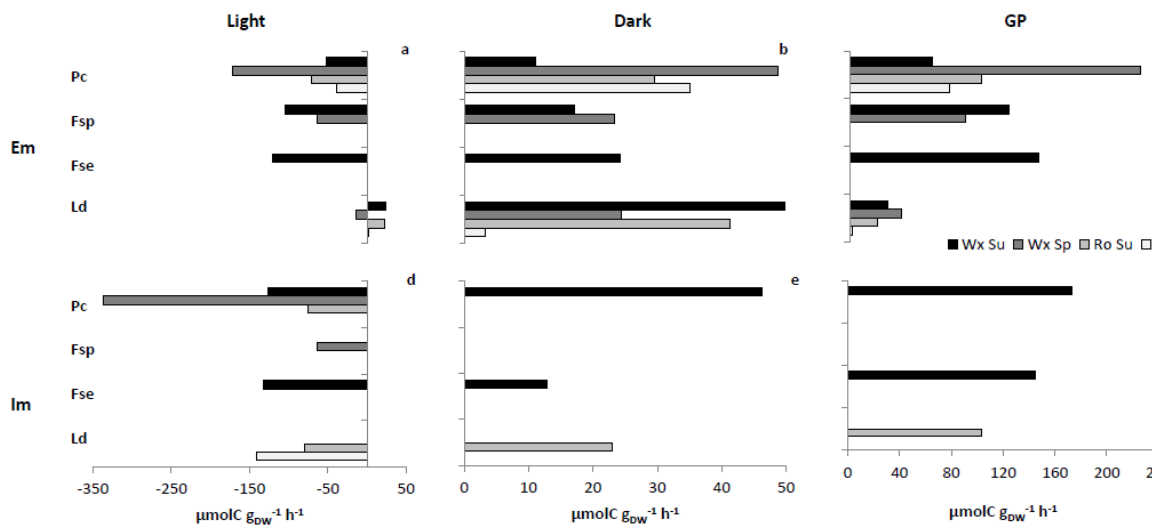 Light Dark GP
a b
Pc
Fsp
Em
Fse
Ld
Wx Su Wx Sp Ro Su
d e
Pc
Fsp
Fse
Im
Ld
-350 -250 -150 -50 50 0 10 20 30 40 50 0 40 80 120 160 200
µmolC gDW-1 h-1 µmolC gDW-1 h-1 µmolC gDW-1 h-1